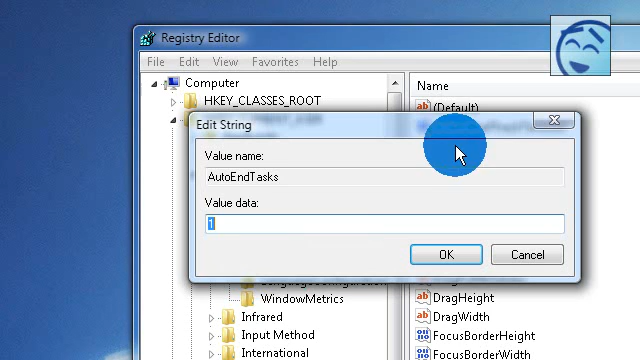 Registry Editor
File Edit View Favorites Help
Computer
Name
HKEY_CLASSES_ROOT
(Default)
Edit String
Value name:
AutoEndTasks
Value data:
1
OK Cancel
WindowMetrics
DragHeight
Infrared
DragWidth
Input Method
FocusBorderHeight
International
FocusBorderWidth